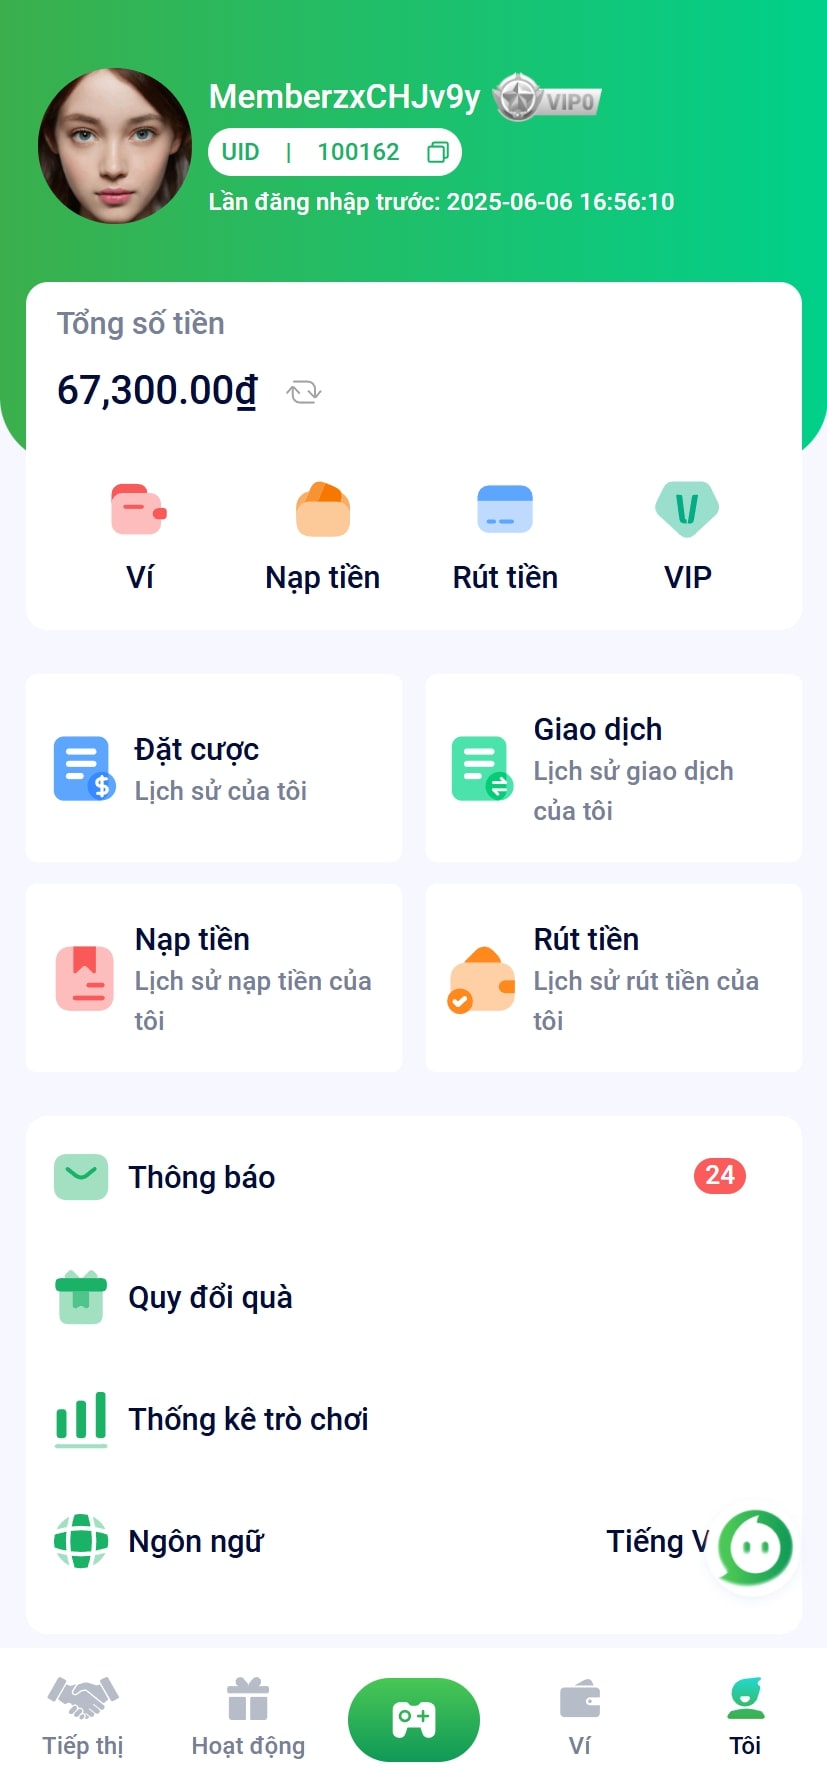 MemberzxCHJv9y VIP0
UID | 100162
Lần đăng nhập trước: 2025-06-06 16:56:10
Tổng số tiền
67,300.00₫
Ví Nạp tiền Rút tiền VIP
Đặt cược
Lịch sử của tôi
Giao dịch
Lịch sử giao dịch
của tôi
Nạp tiền
Lịch sử nạp tiền của
tôi
Rút tiền
Lịch sử rút tiền của
tôi
Thông báo 24
Quy đổi quà
Thống kê trò chơi
Ngôn ngữ Tiếng V
Tiếp thị Hoạt động Ví Tôi